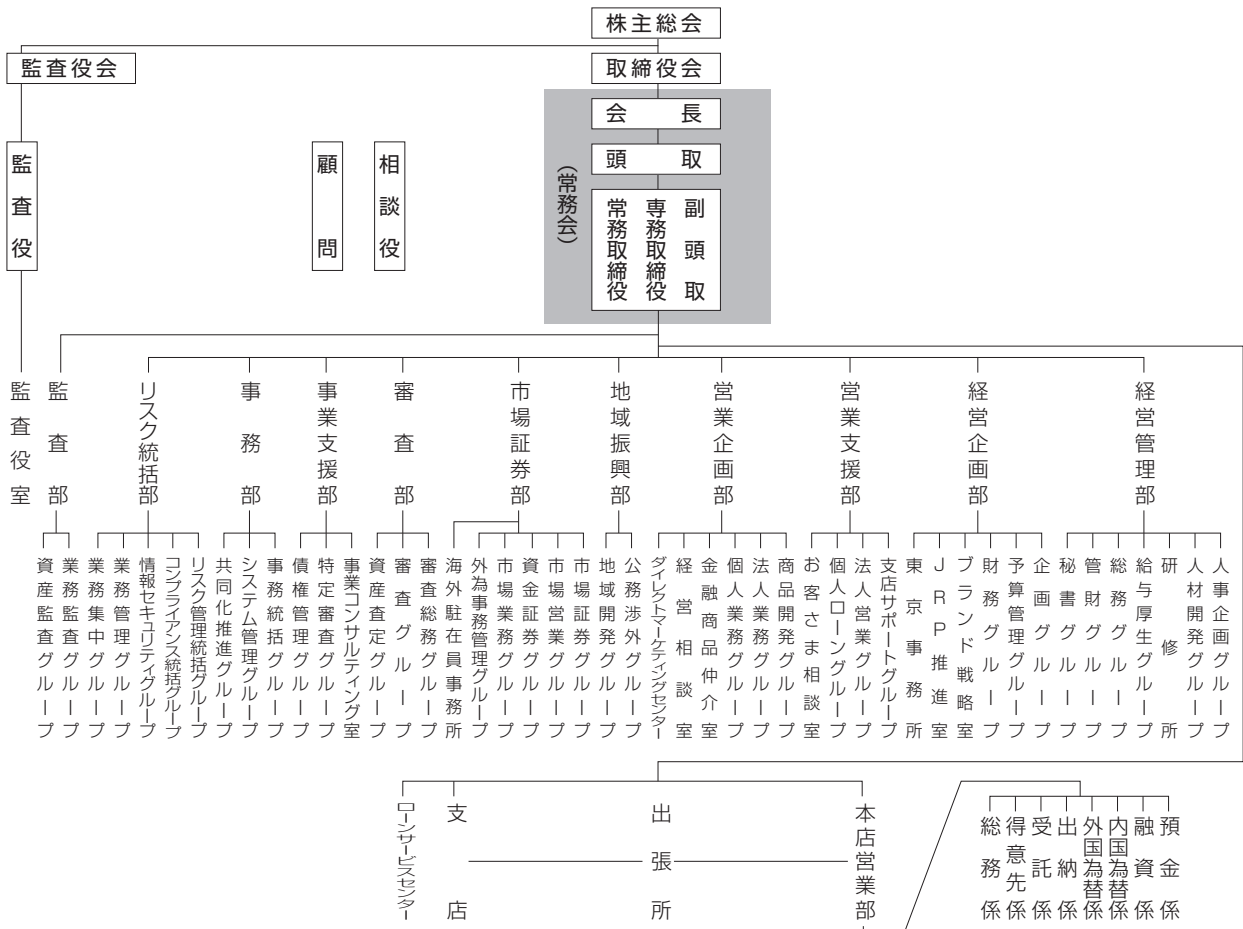 株主総会
監査役会
取締役会
会長
頭取
副頭取
専務取締役
常務取締役
(常務会)
相談役
顧問
監査役
経営管理部
経営企画部
営業支援部
営業企画部
地域振興部
市場証券部
審査部
事業支援部
事務部
リスク統括部
監査部
監査役室
人事企画グループ
人材開発グループ
研修所
給与厚生グループ
総務グループ
管財グループ
秘書グループ
企画グループ
予算管理グループ
財務グループ
ブランド戦略室
JRP推進室
東京事務所
支店サポートグループ
法人営業グループ
個人ローングループ
お客さま相談室
商品開発グループ
法人業務グループ
個人業務グループ
金融商品仲介室
経営相談室
ダイレクトマーケティングセンター
公務渉外グループ
地域開発グループ
市場証券グループ
市場営業グループ
資金証券グループ
市場業務グループ
外為事務管理グループ
海外駐在員事務所
審査総務グループ
審査グループ
資産査定グループ
事業コンサルティング室
特定審査グループ
債権管理グループ
事務統括グループ
システム管理グループ
共同化推進グループ
リスク管理統括グループ
コンプライアンス統括グループ
情報セキュリティグループ
業務管理グループ
業務集中グループ
業務監査グループ
資産監査グループ
本店営業部
出張所
支店
ローンサービスセンター
預金係
融資係
内国為替係
外国為替係
出納係
受託係
得意先係
総務係